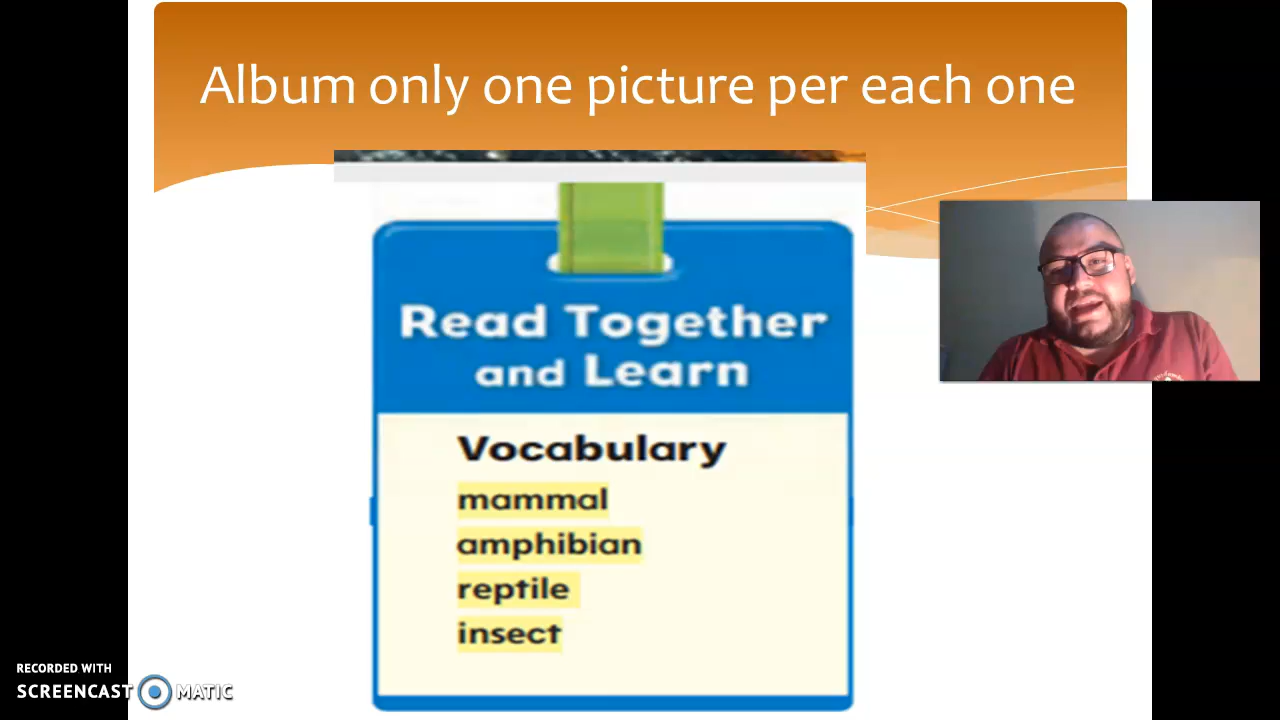 Album only one picture per each one
Read Together
and Learn
Vocabulary
mammal
amphibian
reptile
insect
RECORDED WITH
SCREENCAST MATIC